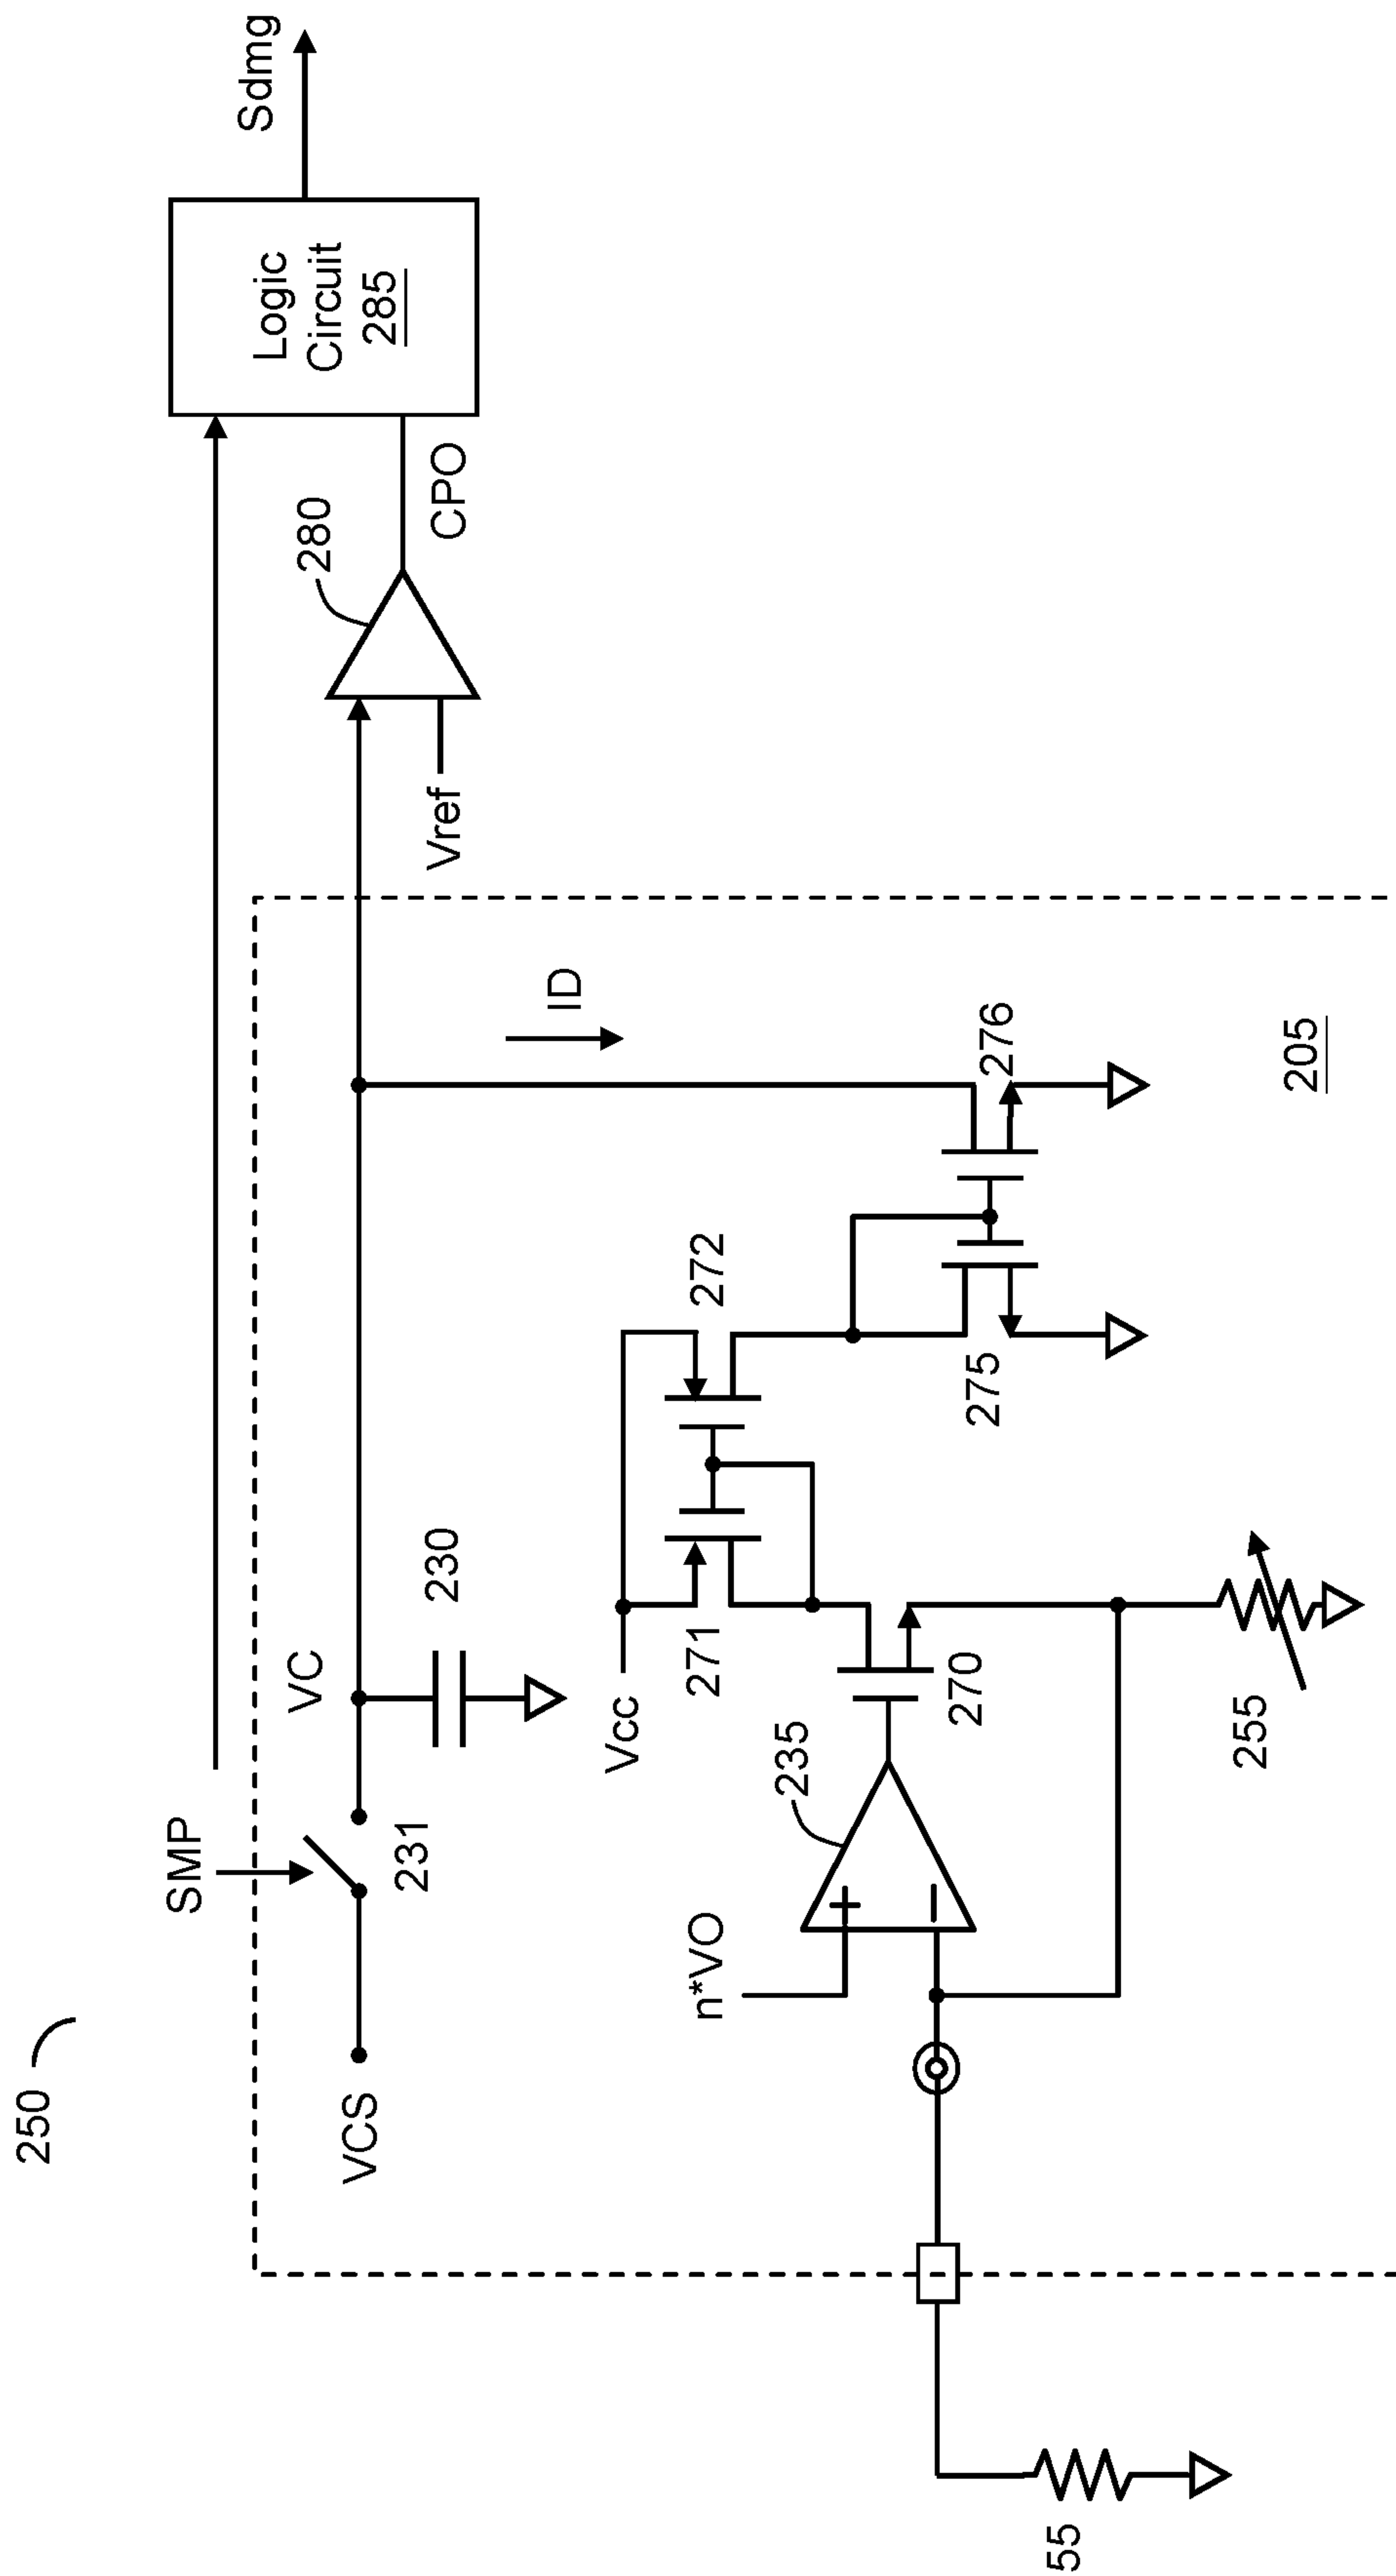 250
SMP
VCS
231
VC
230
Sdmg
Logic
Circuit
285
280
CPO
Vref
ID
Vcc
271
272
n*VO
235
270
275
276
255
205
55